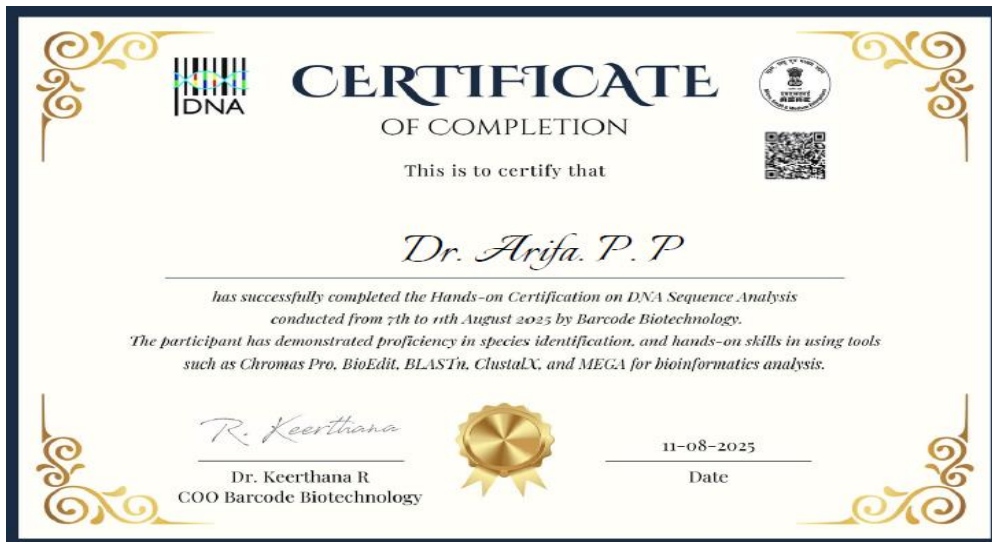 DNA
CERTIFICATE
OF COMPLETION
This is to certify that
Dr. Arifa. P. P
has successfully completed the Hands-on Certification on DNA Sequence Analysis
conducted from 7th to 11th August 2025 by Barcode Biotechnology.
The participant has demonstrated proficiency in species identification, and hands-on skills in using tools
such as Chromas Pro, BioEdit, BLASTn, ClustalX, and MEGA for bioinformatics analysis.
R. Keerthana
11-08-2025
Dr. Keerthana R
Date
COO Barcode Biotechnology